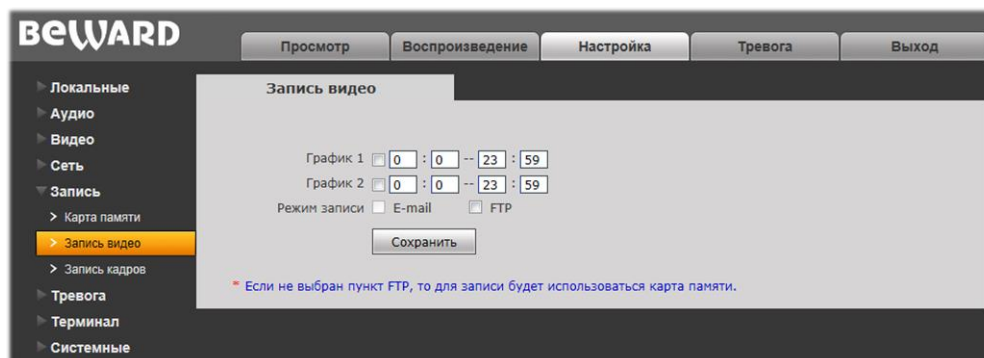 BEWARD
Просмотр Воспроизведение Настройка Тревога Выход
Локальные
Аудио
Видео
Сеть
Запись
Карта памяти
Запись видео
Запись кадров
Тревога
Терминал
Системные
Запись видео
График 1 0 : 0 -- 23 : 59
График 2 0 : 0 -- 23 : 59
Режим записи E-mail FTP
Сохранить
* Если не выбран пункт FTP, то для записи будет использоваться карта памяти.